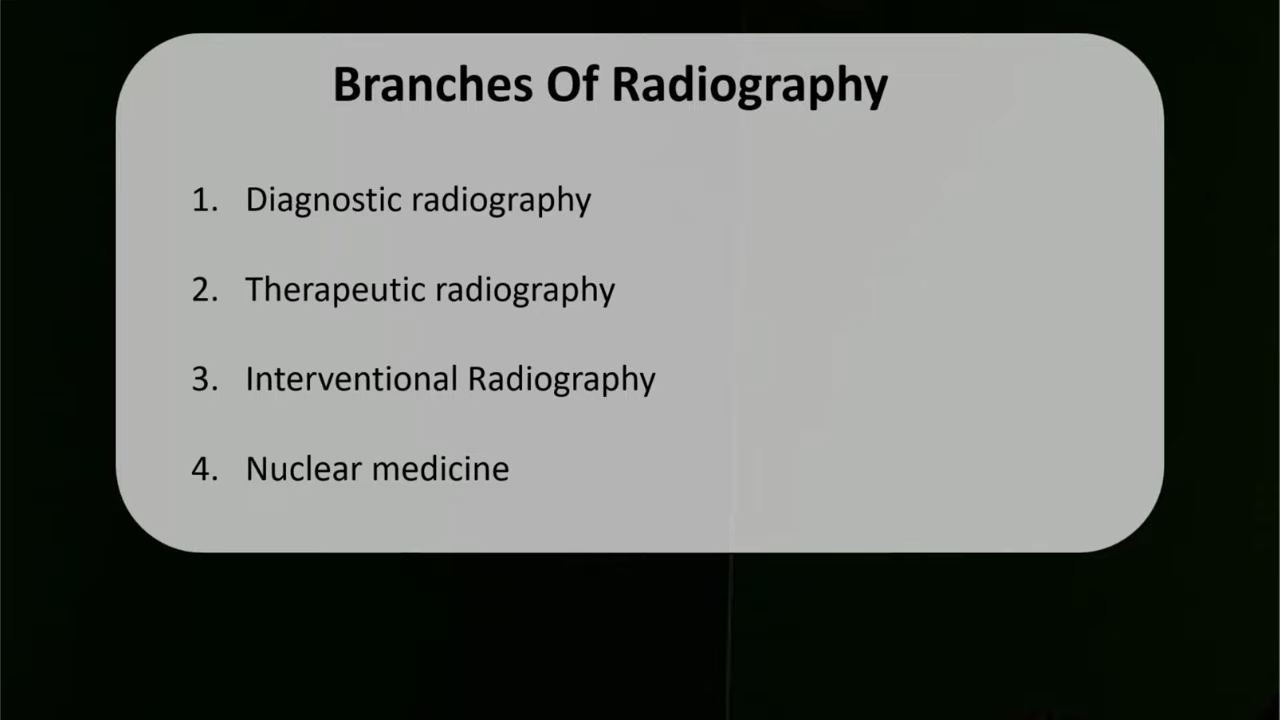 Branches Of Radiography
1. Diagnostic radiography
2. Therapeutic radiography
3. Interventional Radiography
4. Nuclear medicine